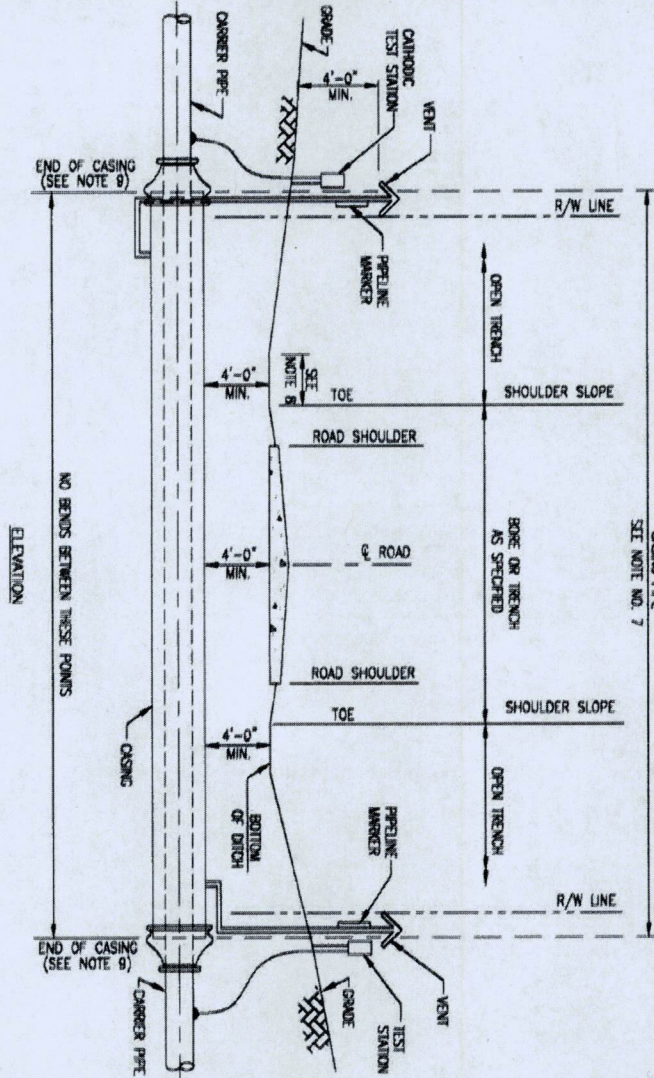 CARRIER PIPE
GRADE
4'-0"
MIN.
CATHODIC
TEST STATION
VENT
END OF CASING
(SEE NOTE 9)
R/W LINE
SEE NOTE NO. 7
PIPELINE
MARKER
OPEN TRENCH
SEE
NOTE 8
4'-0"
MIN.
TOE
SHOULDER SLOPE
ROAD SHOULDER
NO BENDS BETWEEN THESE POINTS
ELEVATION
4'-0"
MIN.
℄ ROAD
BORE OR TRENCH
AS SPECIFIED
ROAD SHOULDER
TOE
SHOULDER SLOPE
CASING
4'-0"
MIN.
BOTTOM
OF DITCH
PIPELINE
MARKER
OPEN TRENCH
R/W LINE
END OF CASING
(SEE NOTE 9)
CARRIER PIPE
GRADE
TEST
STATION
VENT